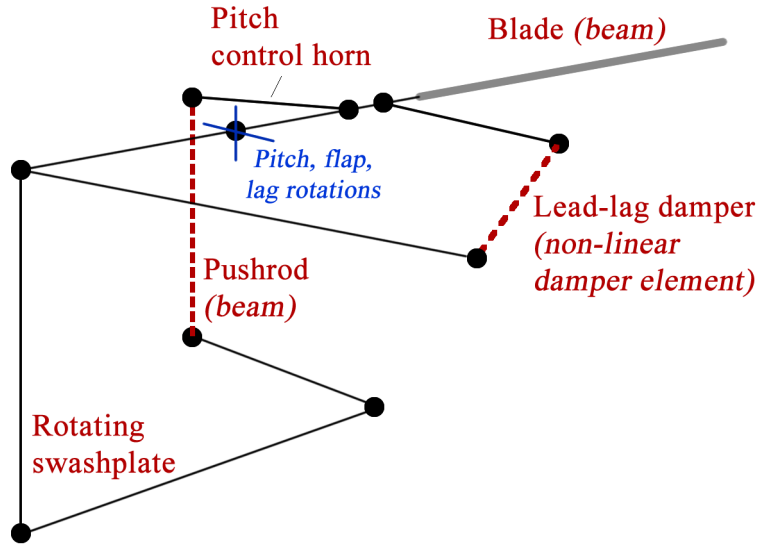 Pitch
control horn
Blade (beam)
Pitch, flap,
lag rotations
Lead-lag damper
(non-linear
damper element)
Pushrod
(beam)
Rotating
swashplate